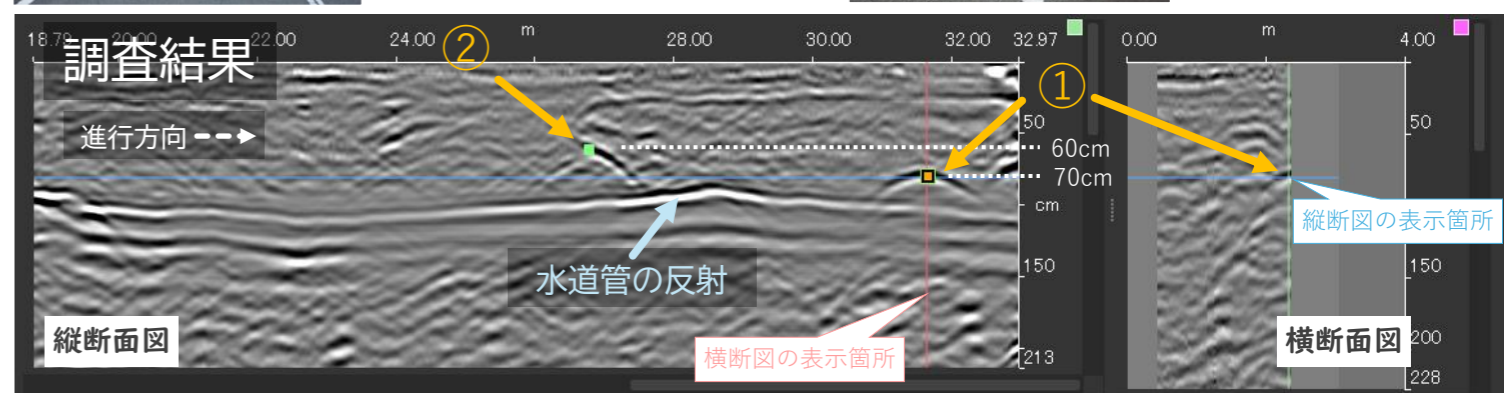 18.79 20.00 22.00 24.00 m 28.00 30.00 32.00 32.97
0.00 m 4.00
調査結果
進行方向
②
①
50
60cm
70cm
cm
150
213
水道管の反射
縦断面図
横断図の表示箇所
50
縦断図の表示箇所
150
横断面図
200
228